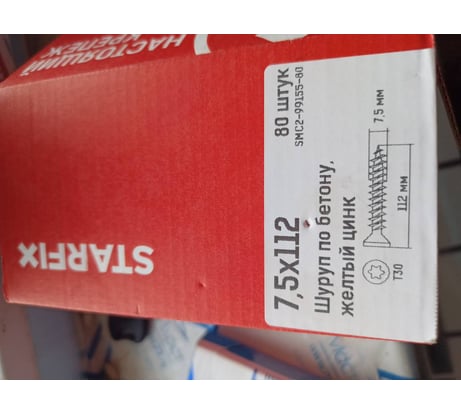 НАСТОЯЩИЙ
КРЕПЕЖ
STARFIX
80 штук
SMC2-99155-80
7,5x112
Шуруп по бетону,
желтый цинк
7,5 мм
112 мм
T30